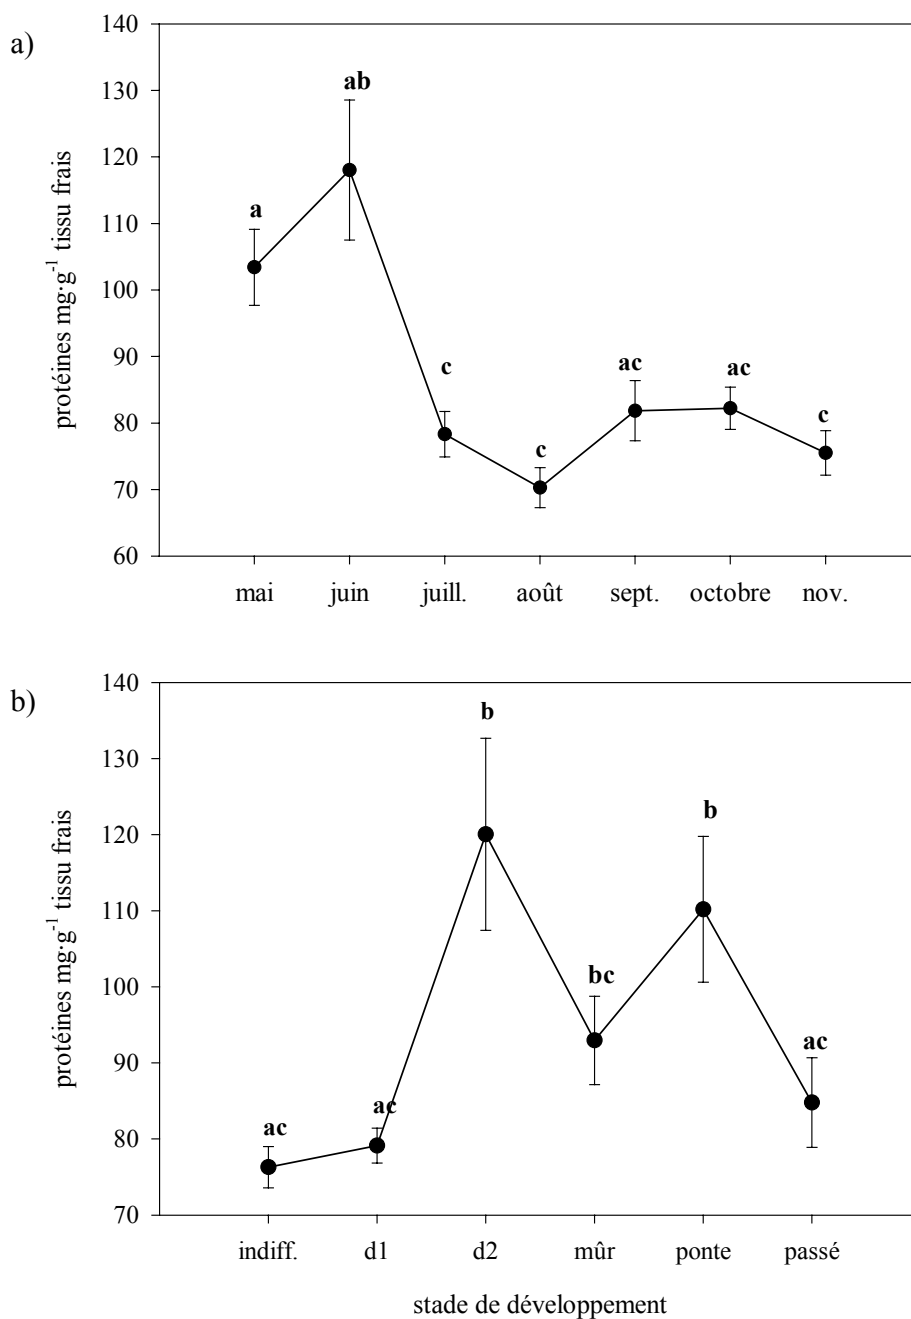 a)
protéines mg·g-1 tissu frais
140
130
120
110
100
90
80
70
60
a
ab
c
c
ac
ac
c
mai juin juill. août sept. octobre nov.
b)
protéines mg·g-1 tissu frais
140
130
120
110
100
90
80
70
ac
ac
b
bc
b
ac
indiff. d1 d2 mûr ponte passé
stade de développement